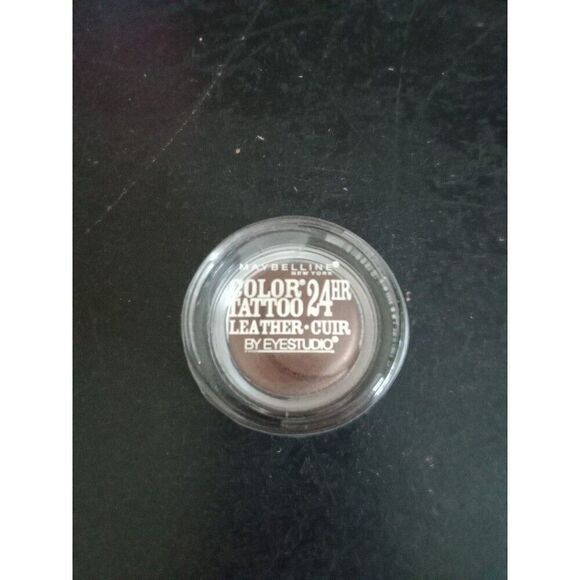 MAYBELLINE®
NEW YORK
COLOR® 24HR
TATTOO
LEATHER • CUIR
BY EYESTUDIO®